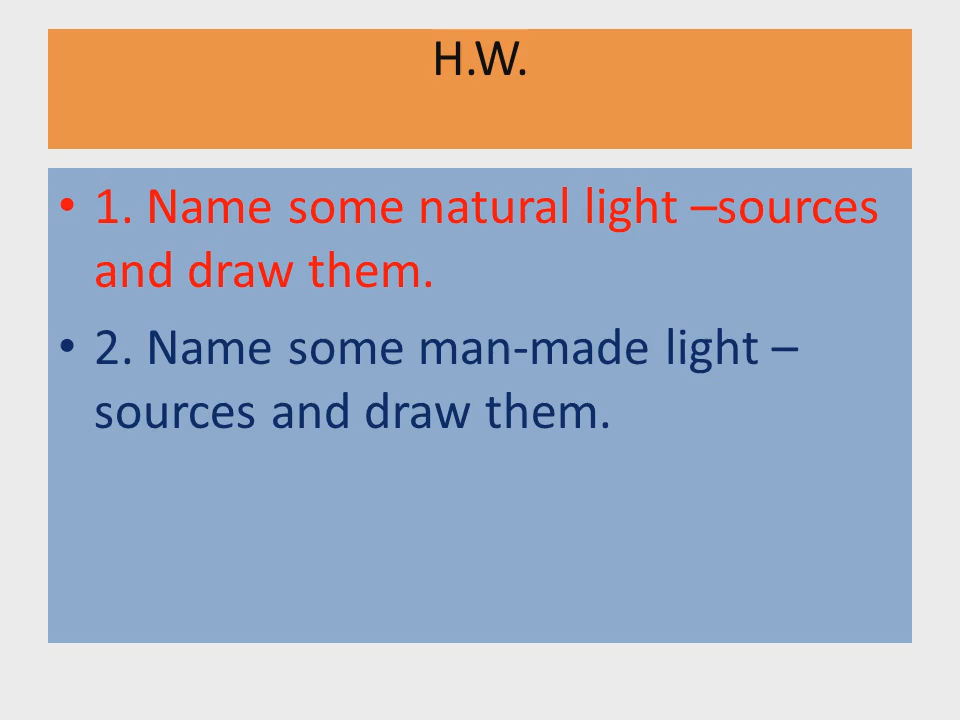 H.W.
• 1. Name some natural light –sources
and draw them.
• 2. Name some man-made light –
sources and draw them.